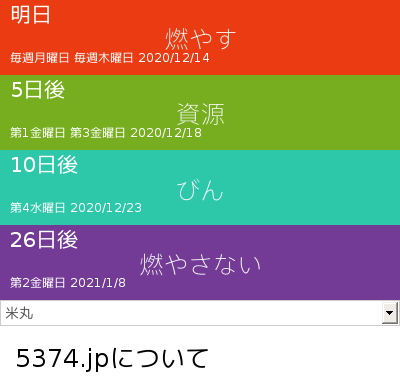 明日
燃やす
毎週月曜日 毎週木曜日 2020/12/14
5日後
資源
第1金曜日 第3金曜日 2020/12/18
10日後
びん
第4水曜日 2020/12/23
26日後
燃やさない
第2金曜日 2021/1/8
米丸
5374.jpについて